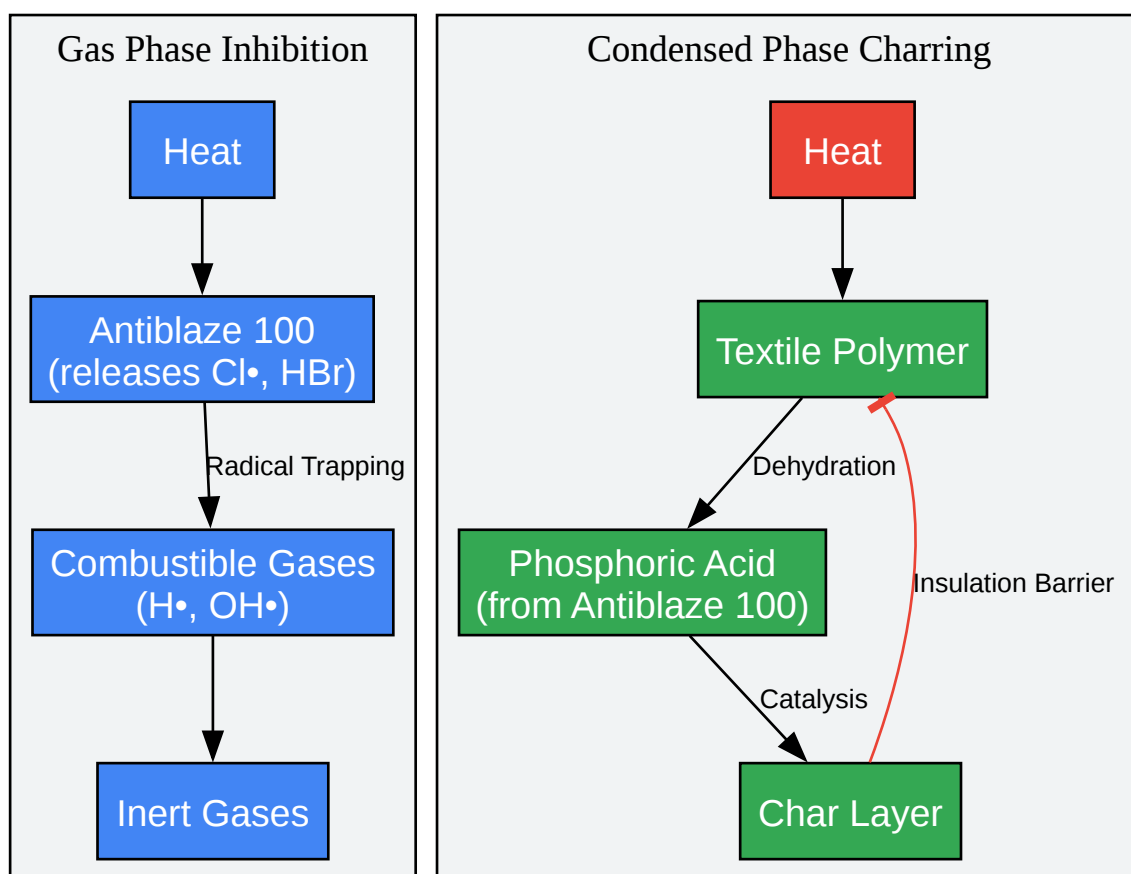 Gas Phase Inhibition
Heat
Antiblaze 100
(releases Cl•, HBr)
Radical Trapping
Combustible Gases
(H•, OH•)
Inert Gases
Condensed Phase Charring
Heat
Textile Polymer
Dehydration
Phosphoric Acid
(from Antiblaze 100)
Insulation Barrier
Catalysis
Char Layer